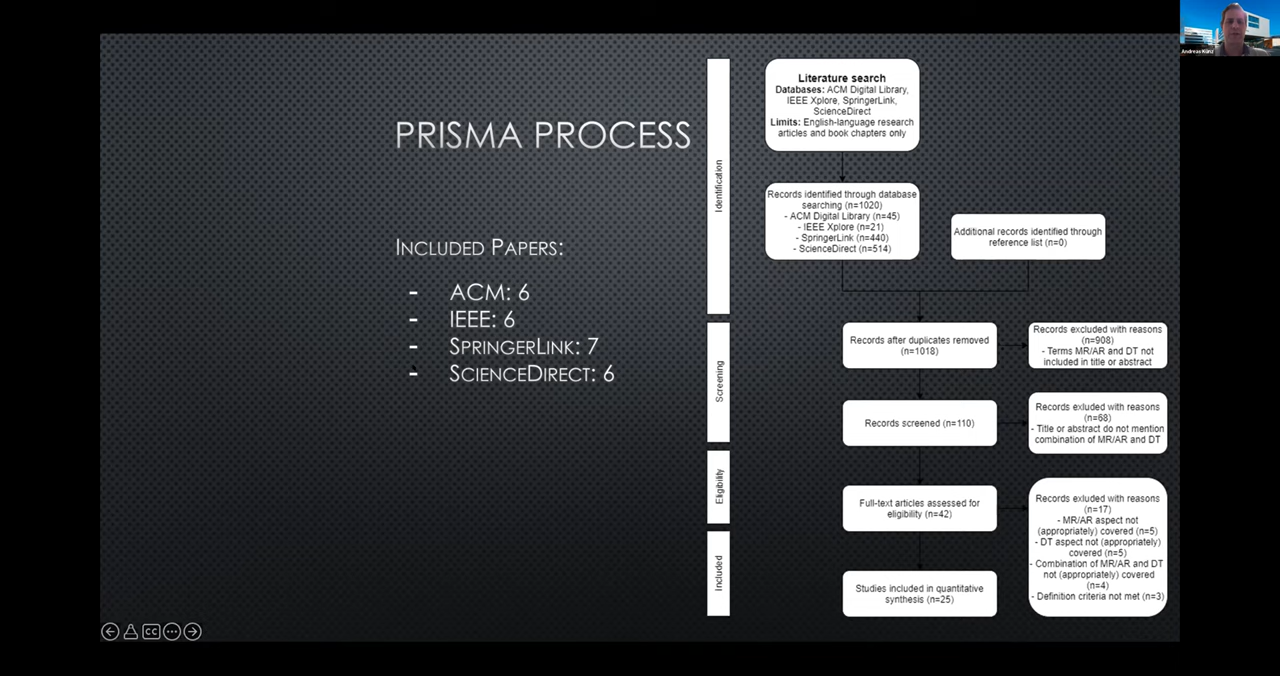 Andreas Künz
PRISMA PROCESS
INCLUDED PAPERS:
- ACM: 6
- IEEE: 6
- SPRINGERLINK: 7
- SCIENCEDIRECT: 6
Identification
Literature search
Databases: ACM Digital Library,
IEEE Xplore, SpringerLink,
ScienceDirect
Limits: English-language research
articles and book chapters only
Records identified through database
searching (n=1020)
- ACM Digital Library (n=45)
- IEEE Xplore (n=21)
- SpringerLink (n=440)
- ScienceDirect (n=514)
Additional records identified through
reference list (n=0)
Screening
Records after duplicates removed
(n=1018)
Records excluded with reasons
(n=908)
- Terms MR/AR and DT not
included in title or abstract
Records screened (n=110)
Records exluded with reasons
(n=68)
- Title or abstract do not mention
combination of MR/AR and DT
Eligibility
Full-text articles assessed for
eligibility (n=42)
Records exluded with reasons
(n=17)
- MR/AR aspect not
(appropriately) covered (n=5)
- DT aspect not (appropriately)
covered (n=5)
- Combination of MR/AR and DT
not (appropriately) covered
(n=4)
- Definition criteria not met (n=3)
Included
Studies included in quantitative
synthesis (n=25)
CC